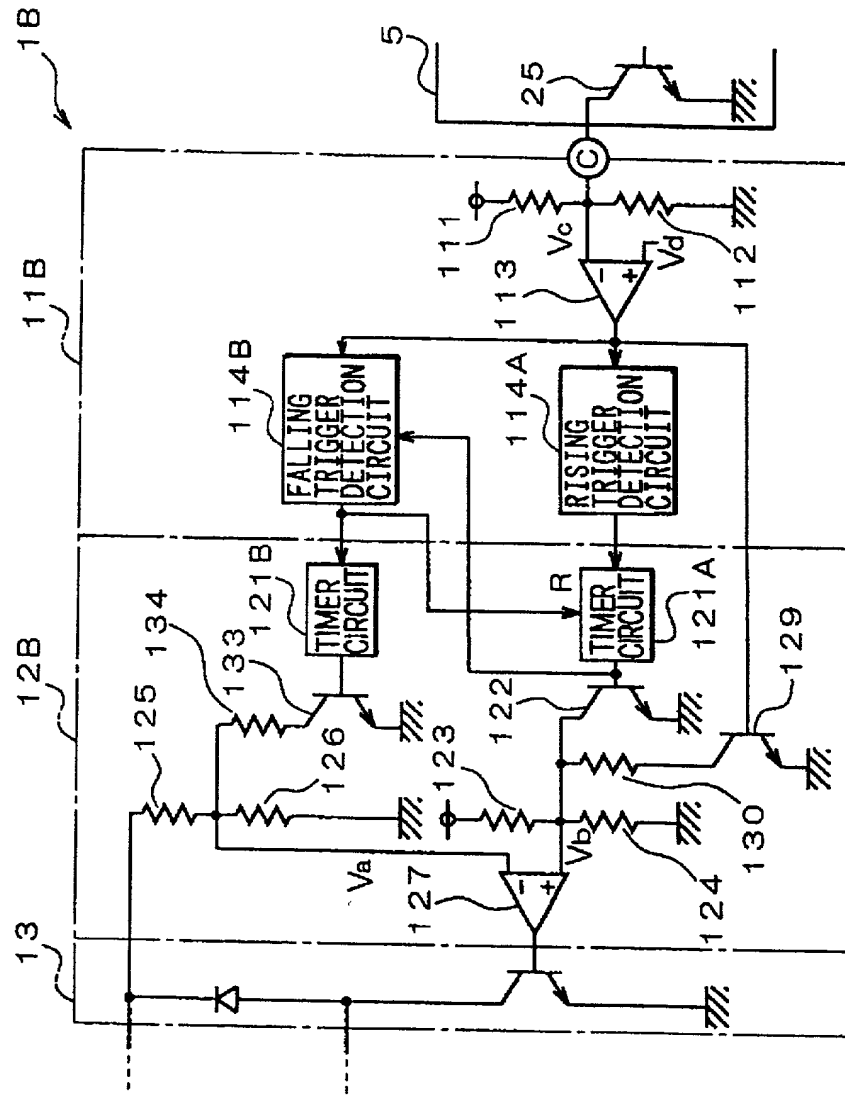 1B
11B
12B
13
5
25
C
111
Vc
112
Vd
113
–
+
114B
FALLING
TRIGGER
DETECTION
CIRCUIT
114A
RISING
TRIGGER
DETECTION
CIRCUIT
121B
TIMER
CIRCUIT
R
TIMER
CIRCUIT
121A
134
133
125
126
122
129
123
130
Va
Vb
124
–
+
127